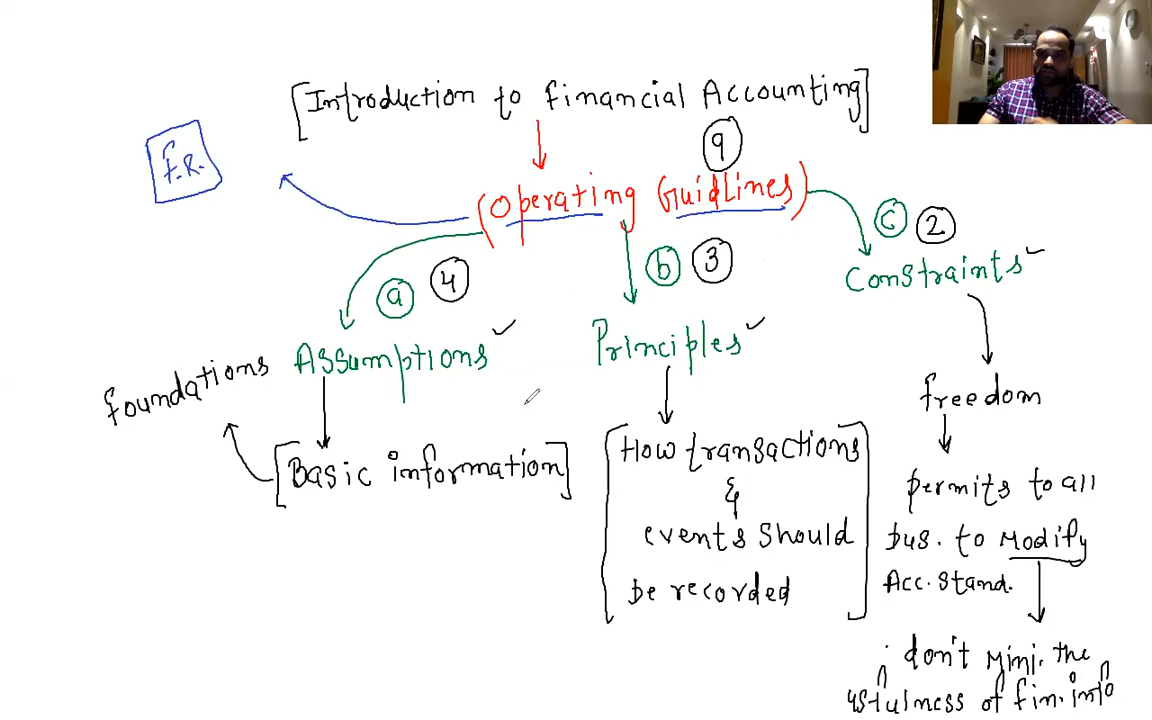 [Introduction to financial Accounting]
F.R.
9
(Operating Guidlines)
a 4
b 3
c 2
Assumptions
Principles
Constraints
foundations
[Basic information]
[How transactions
&
events should
be recorded]
freedom
permits to all
bus. to Modify
Acc. Stand.
don't Mini. the
usfulness of fin. info